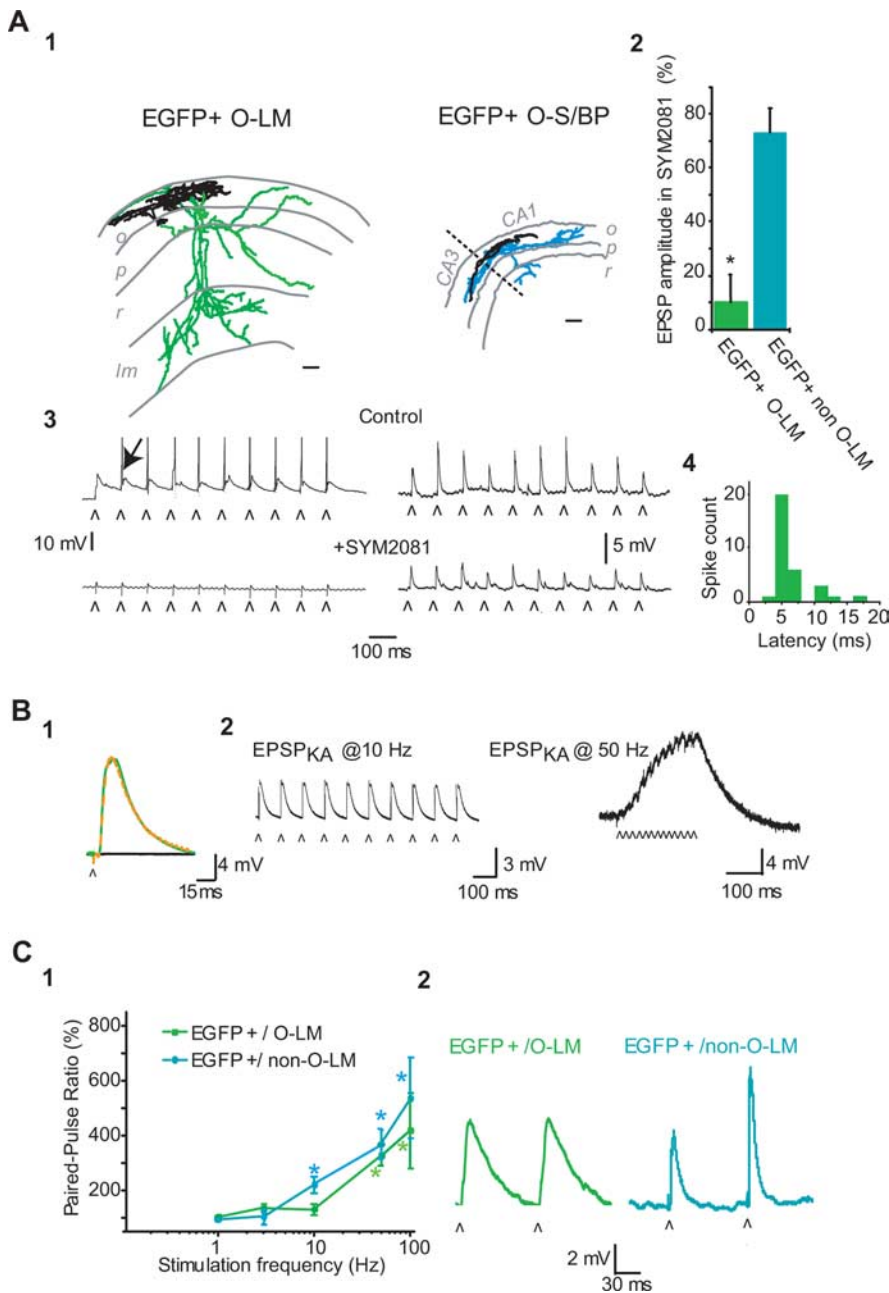 A
1
2
EGFP+ O-LM
EGFP+ O-S/BP
o
p
r
lm
CA3
CA1
o
p
r
EPSP amplitude in SYM2081 (%)
80
60
40
20
0
*
EGFP+ O-LM
EGFP+ non O-LM
3
Control
^ ^ ^ ^ ^ ^ ^ ^ ^ ^
^ ^ ^ ^ ^ ^ ^ ^ ^ ^
10 mV
+SYM2081
5 mV
^ ^ ^ ^ ^ ^ ^ ^ ^ ^
^ ^ ^ ^ ^ ^ ^ ^ ^ ^
100 ms
4
Spike count
20
10
0
0 5 10 15 20
Latency (ms)
B
1
2
^
4 mV
15ms
EPSPKA @10 Hz
^ ^ ^ ^ ^ ^ ^ ^ ^ ^
3 mV
100 ms
EPSPKA @ 50 Hz
^^^^^^^^^^^^^
4 mV
100 ms
C
1
2
Paired-Pulse Ratio (%)
800
600
400
200
EGFP + / O-LM
EGFP +/ non-O-LM
* * *
* *
1 10 100
Stimulation frequency (Hz)
EGFP + /O-LM
EGFP + /non-O-LM
^ ^
^ ^
2 mV
30 ms